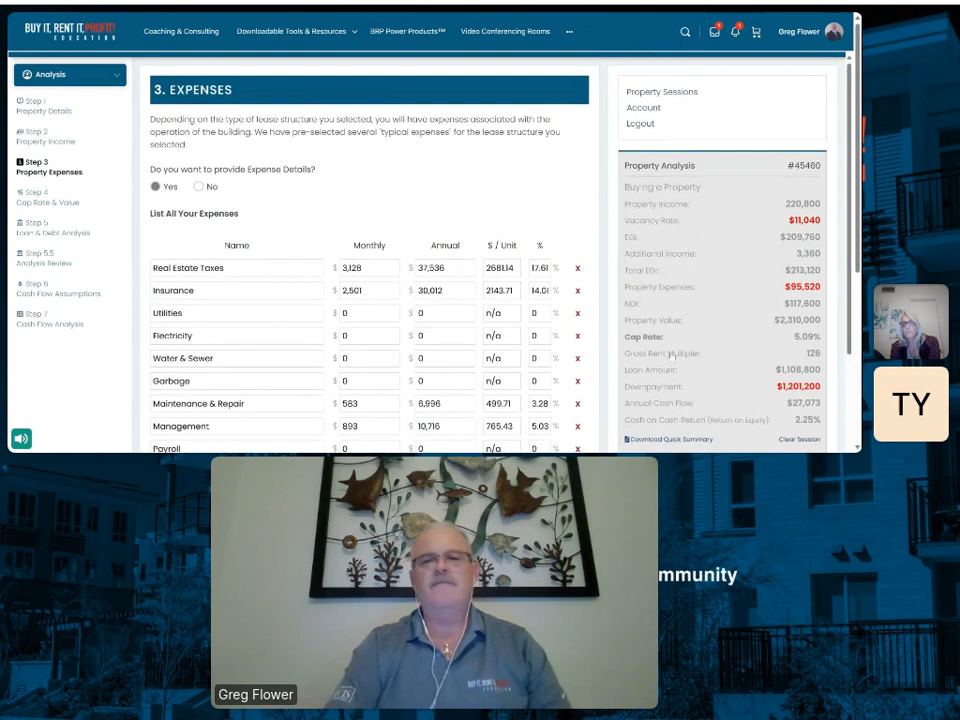 BUY IT, RENT IT, PROFIT!
EDUCATION
Coaching & Consulting
Downloadable Tools & Resources
BRP Power Products™
Video Conferencing Rooms
Greg Flower
Analysis
Step 1
Property Details
Step 2
Property Income
Step 3
Property Expenses
Step 4
Cap Rate & Value
Step 5
Loan & Debt Analysis
Step 5.5
Analysis Review
Step 6
Cash Flow Assumptions
Step 7
Cash Flow Analysis
3. EXPENSES
Depending on the type of lease structure you selected, you will have expenses associated with the
operation of the building. We have pre-selected several 'typical expenses' for the lease structure you
selected.
Do you want to provide Expense Details?
Yes No
List All Your Expenses
Name Monthly Annual $ / Unit %
Real Estate Taxes $ 3,128 $ 37,536 2681.14 17.61 % x
Insurance $ 2,501 $ 30,012 2143.71 14.08 % x
Utilities $ 0 $ 0 n/a 0 % x
Electricity $ 0 $ 0 n/a 0 % x
Water & Sewer $ 0 $ 0 n/a 0 % x
Garbage $ 0 $ 0 n/a 0 % x
Maintenance & Repair $ 583 $ 6,996 499.71 3.28 % x
Management $ 893 $ 10,716 765.43 5.03 % x
Payroll $ 0 $ 0 n/a 0 % x
Property Sessions
Account
Logout
Property Analysis #45460
Buying a Property
Property Income: 220,800
Vacancy Rate: $11,040
EGI: $209,760
Additional Income: 3,360
Total EGI: $213,120
Property Expenses: $95,520
NOI: $117,600
Property Value: $2,310,000
Cap Rate: 5.09%
Gross Rent Multiplier: 126
Loan Amount: $1,108,800
Downpayment: $1,201,200
Annual Cash Flow: $27,073
Cash on Cash Return (Return on Equity): 2.25%
Download Quick Summary Clear Session
TY
mmunity
Greg Flower